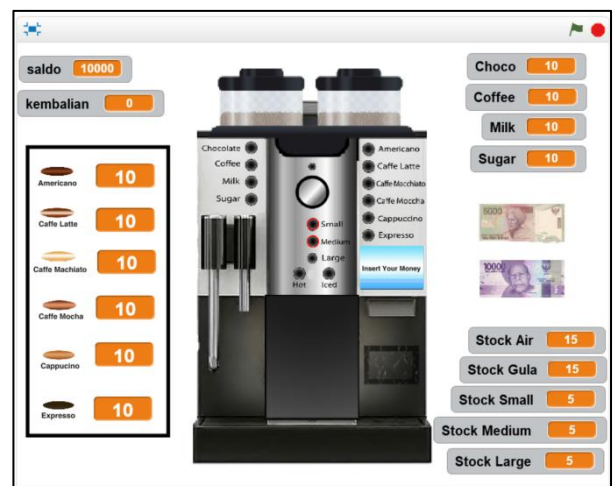 saldo 10000
kembalian 0
Americano 10
Caffe Latte 10
Caffe Machiato 10
Caffe Mocha 10
Cappucino 10
Expresso 10
Chocolate
Coffee
Milk
Sugar
Small
Medium
Large
Hot Iced
Americano
Caffe Latte
Caffe Macchiato
Caffe Moccha
Cappuccino
Expresso
Insert Your Money
Choco 10
Coffee 10
Milk 10
Sugar 10
5000
10000
Stock Air 15
Stock Gula 15
Stock Small 5
Stock Medium 5
Stock Large 5